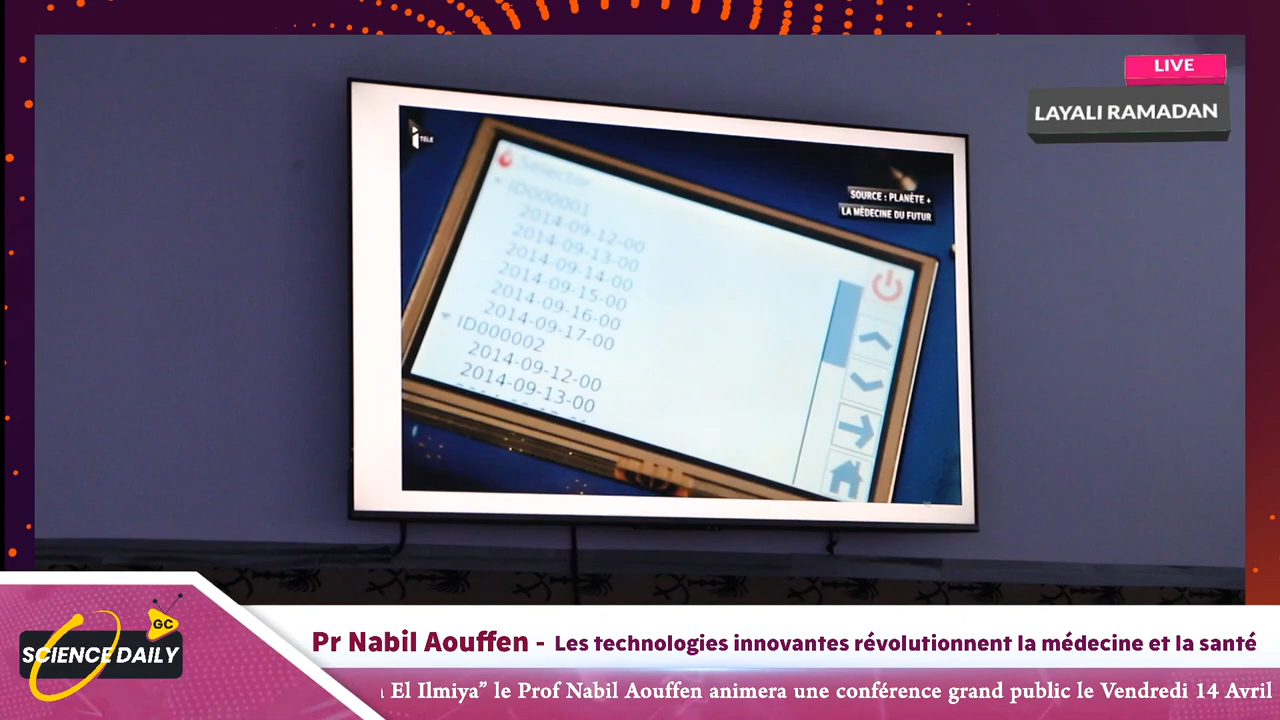 LIVE
LAYALI RAMADAN
TELE
SOURCE : PLANÈTE +
LA MÉDECINE DU FUTUR
Selector
ID000001
2014-09-12-00
2014-09-13-00
2014-09-14-00
2014-09-15-00
2014-09-16-00
2014-09-17-00
ID000002
2014-09-12-00
2014-09-13-00
GC
SCIENCE DAILY
Pr Nabil Aouffen - Les technologies innovantes révolutionnent la médecine et la santé
El Ilmiya” le Prof Nabil Aouffen animera une conférence grand public le Vendredi 14 Avril